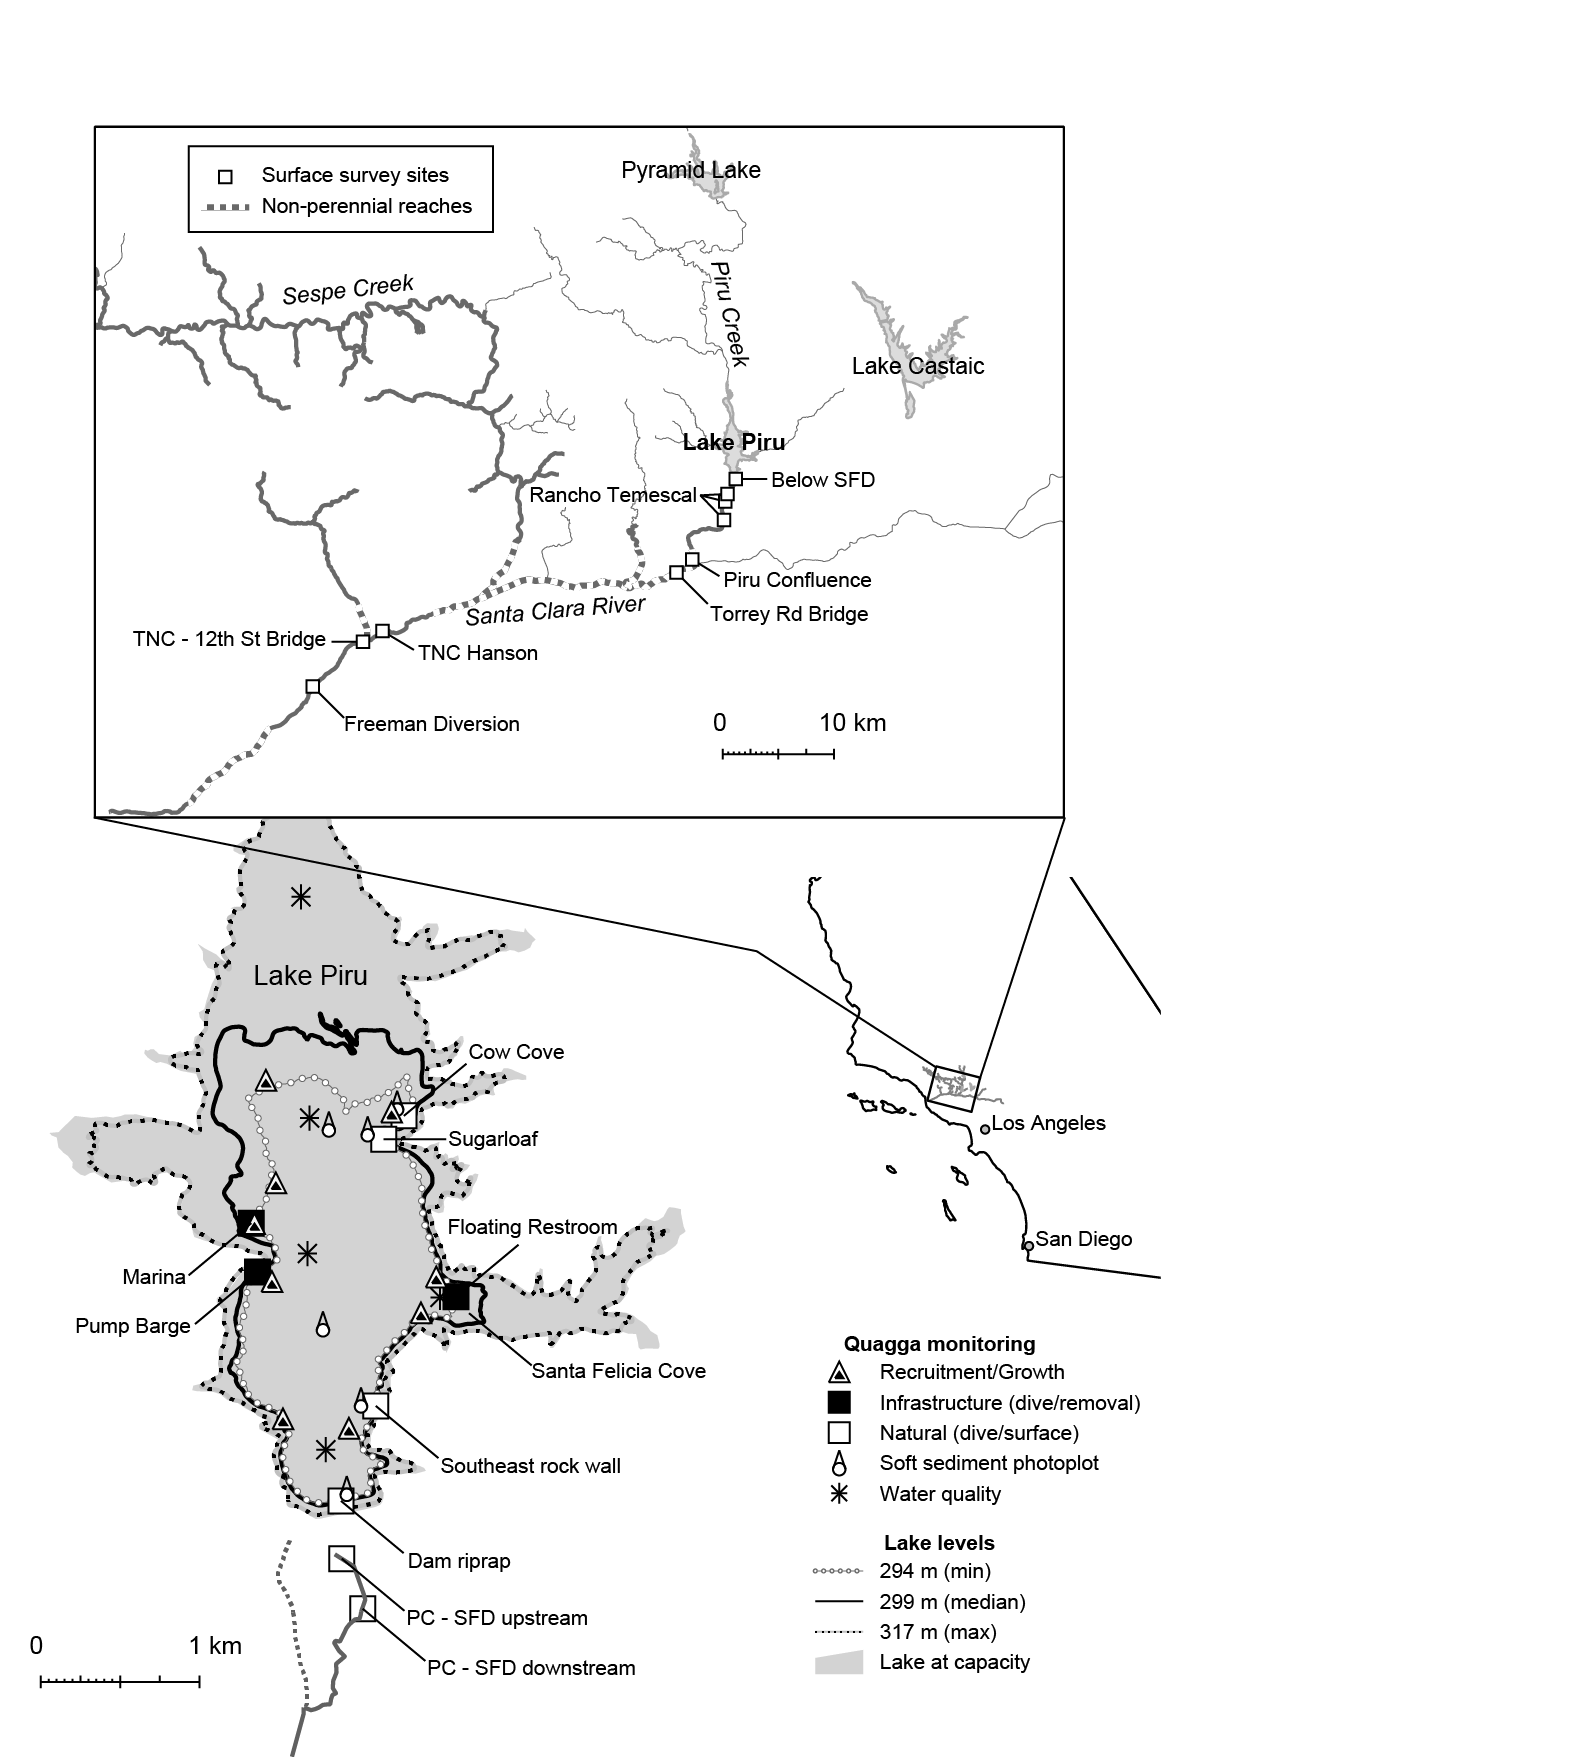 Pyramid Lake
Surface survey sites
Non-perennial reaches
Sespe Creek
Piru Creek
Lake Castaic
Lake Piru
Below SFD
Rancho Temescal
Piru Confluence
Santa Clara River
Torrey Rd Bridge
TNC - 12th St Bridge
TNC Hanson
Freeman Diversion
0 10 km
Lake Piru
Cow Cove
Sugarloaf
Floating Restroom
Marina
Pump Barge
Santa Felicia Cove
Southeast rock wall
Dam riprap
PC - SFD upstream
PC - SFD downstream
0 1 km
Los Angeles
San Diego
Quagga monitoring
Recruitment/Growth
Infrastructure (dive/removal)
Natural (dive/surface)
Soft sediment photoplot
Water quality
Lake levels
294 m (min)
299 m (median)
317 m (max)
Lake at capacity